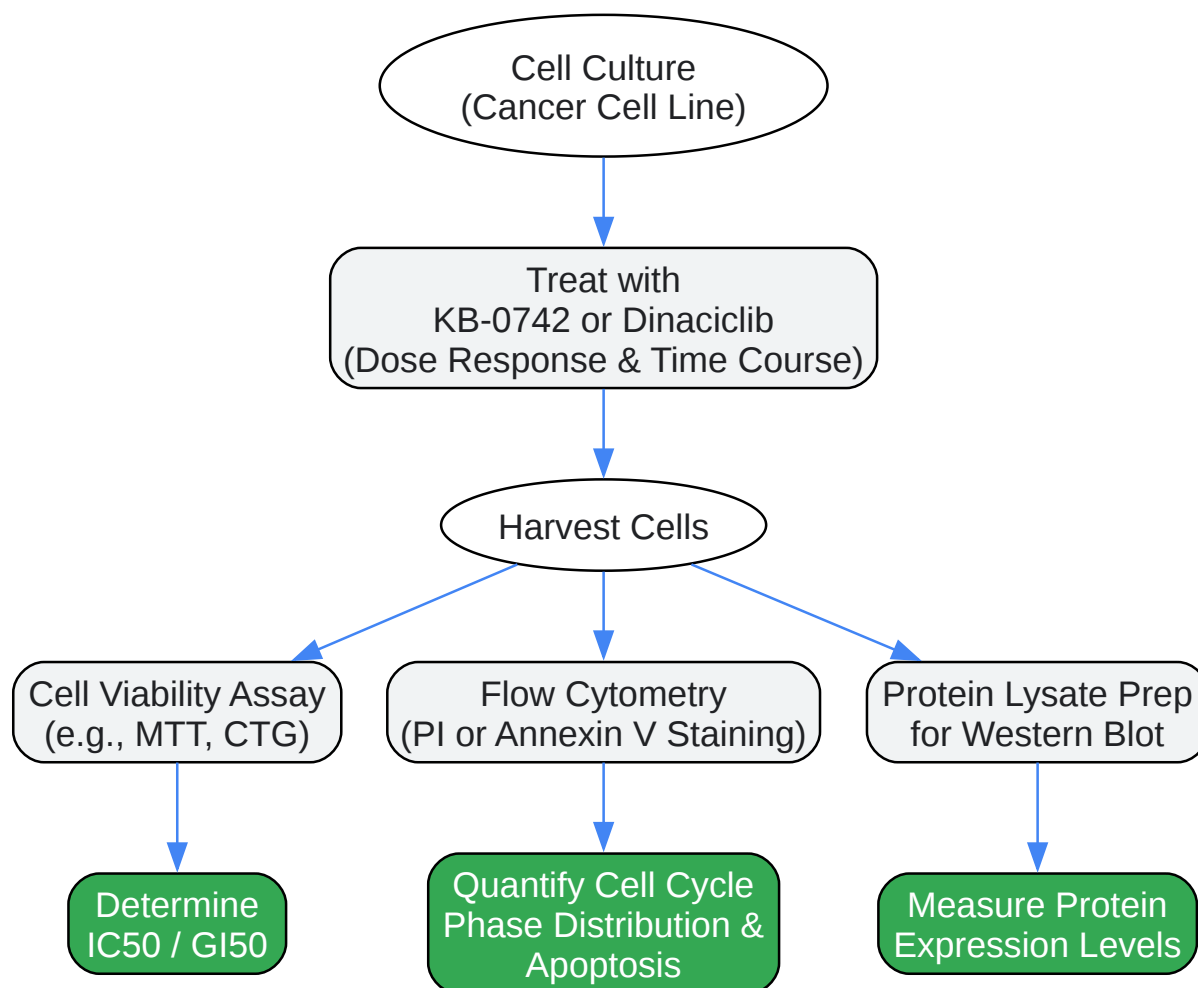 Cell Culture
(Cancer Cell Line)
Treat with
KB-0742 or Dinaciclib
(Dose Response & Time Course)
Harvest Cells
Cell Viability Assay
(e.g., MTT, CTG)
Flow Cytometry
(PI or Annexin V Staining)
Protein Lysate Prep
for Western Blot
Determine
IC50 / GI50
Quantify Cell Cycle
Phase Distribution &
Apoptosis
Measure Protein
Expression Levels